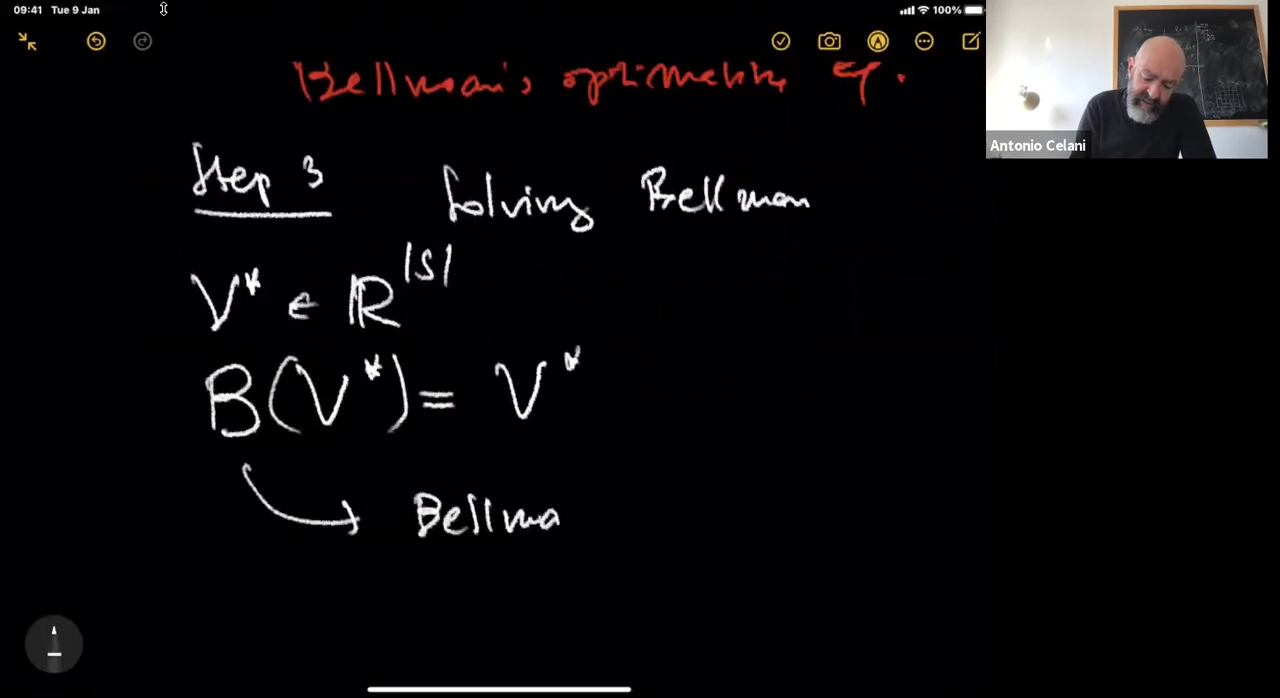 09:41 Tue 9 Jan
100%
Bellman's optimality eq.
Step 3 Solving Bellman
V* ∈ ℝ^|S|
B(V*) = V*
Bellma
Antonio Celani